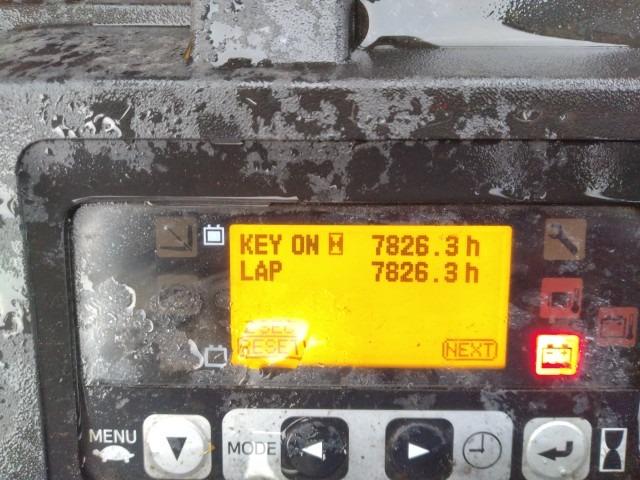 KEY ON 7826.3 h
LAP 7826.3 h
RESET NEXT
MENU MODE